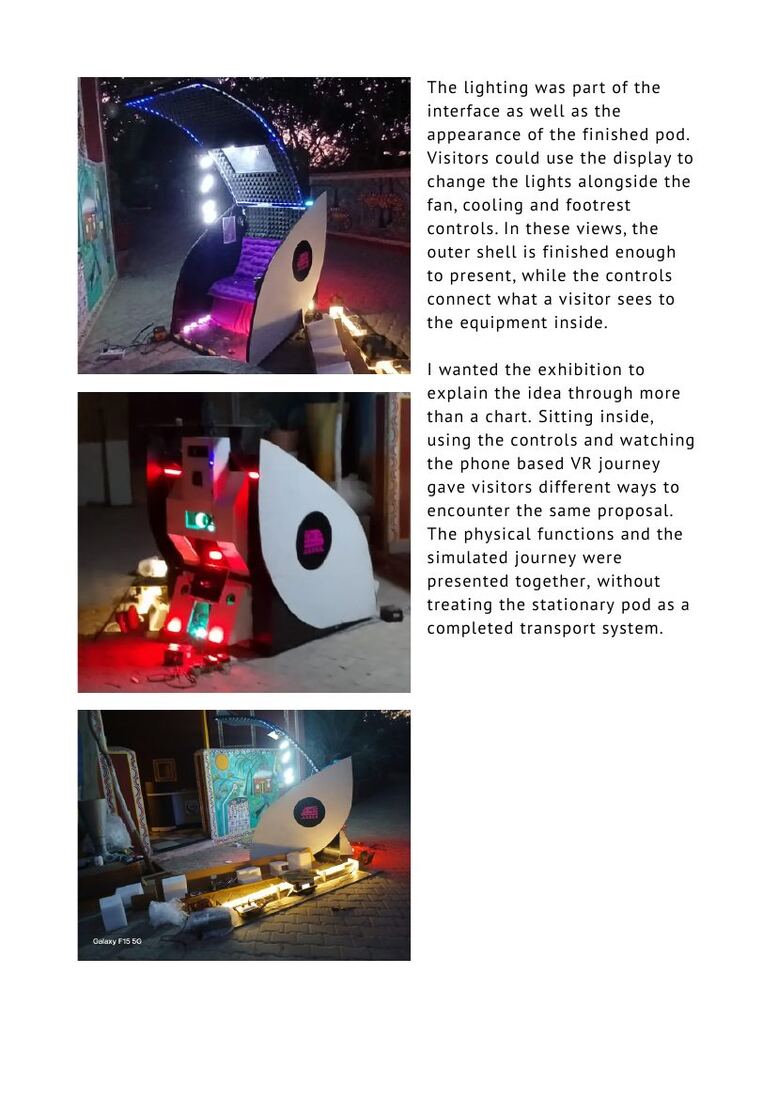 The lighting was part of the
interface as well as the
appearance of the finished pod.
Visitors could use the display to
change the lights alongside the
fan, cooling and footrest
controls. In these views, the
outer shell is finished enough
to present, while the controls
connect what a visitor sees to
the equipment inside.
I wanted the exhibition to
explain the idea through more
than a chart. Sitting inside,
using the controls and watching
the phone based VR journey
gave visitors different ways to
encounter the same proposal.
The physical functions and the
simulated journey were
presented together, without
treating the stationary pod as a
completed transport system.
Galaxy F15 5G